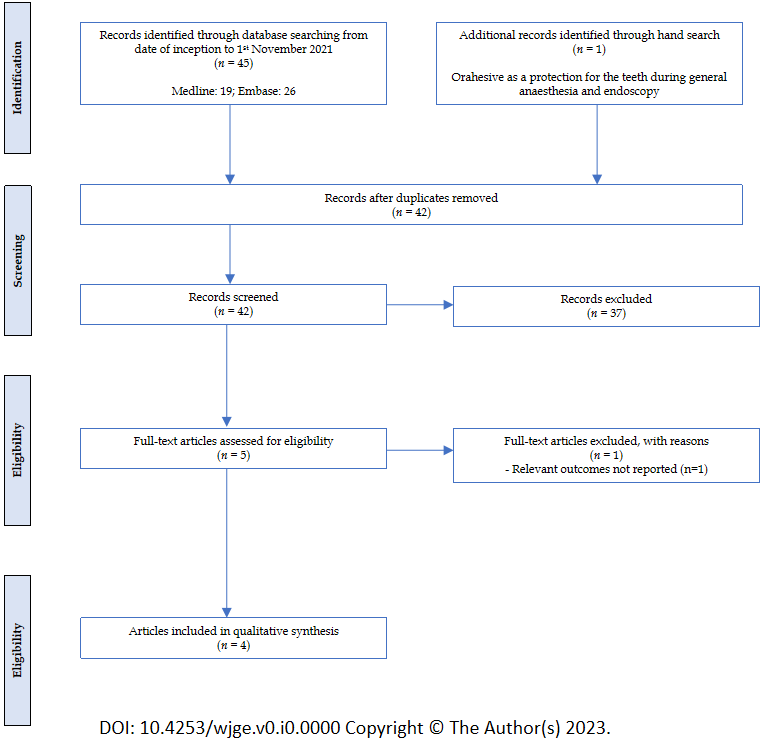 Identification
Records identified through database searching from
date of inception to 1st November 2021
(n = 45)
Medline: 19; Embase: 26
Additional records identified through hand search
(n = 1)
Orahesive as a protection for the teeth during general
anaesthesia and endoscopy
Screening
Records after duplicates removed
(n = 42)
Records screened
(n = 42)
Records excluded
(n = 37)
Eligibility
Full-text articles assessed for eligibility
(n = 5)
Full-text articles excluded, with reasons
(n = 1)
- Relevant outcomes not reported (n=1)
Eligibility
Articles included in qualitative synthesis
(n = 4)
DOI: 10.4253/wjge.v0.i0.0000 Copyright © The Author(s) 2023.